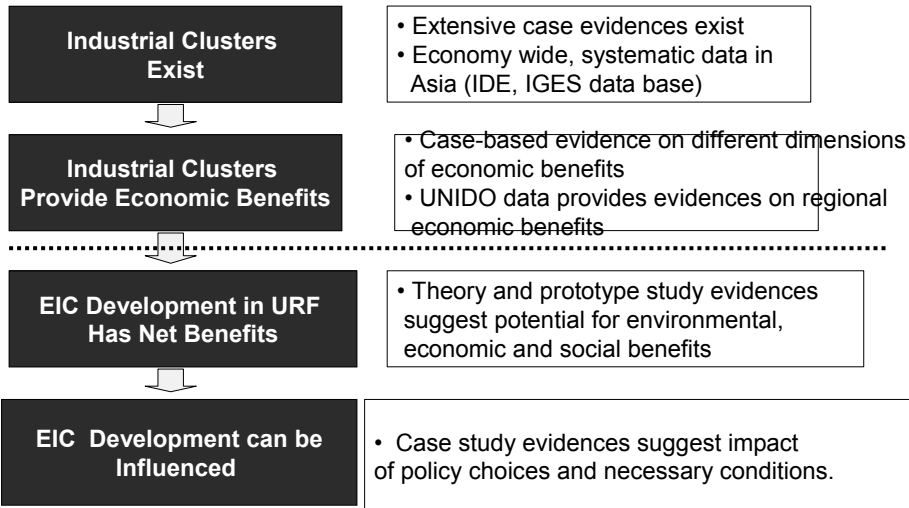 Industrial Clusters
Exist
• Extensive case evidences exist
• Economy wide, systematic data in
Asia (IDE, IGES data base)
Industrial Clusters
Provide Economic Benefits
• Case-based evidence on different dimensions
of economic benefits
• UNIDO data provides evidences on regional
economic benefits
EIC Development in URF
Has Net Benefits
• Theory and prototype study evidences
suggest potential for environmental,
economic and social benefits
EIC Development can be
Influenced
• Case study evidences suggest impact
of policy choices and necessary conditions.